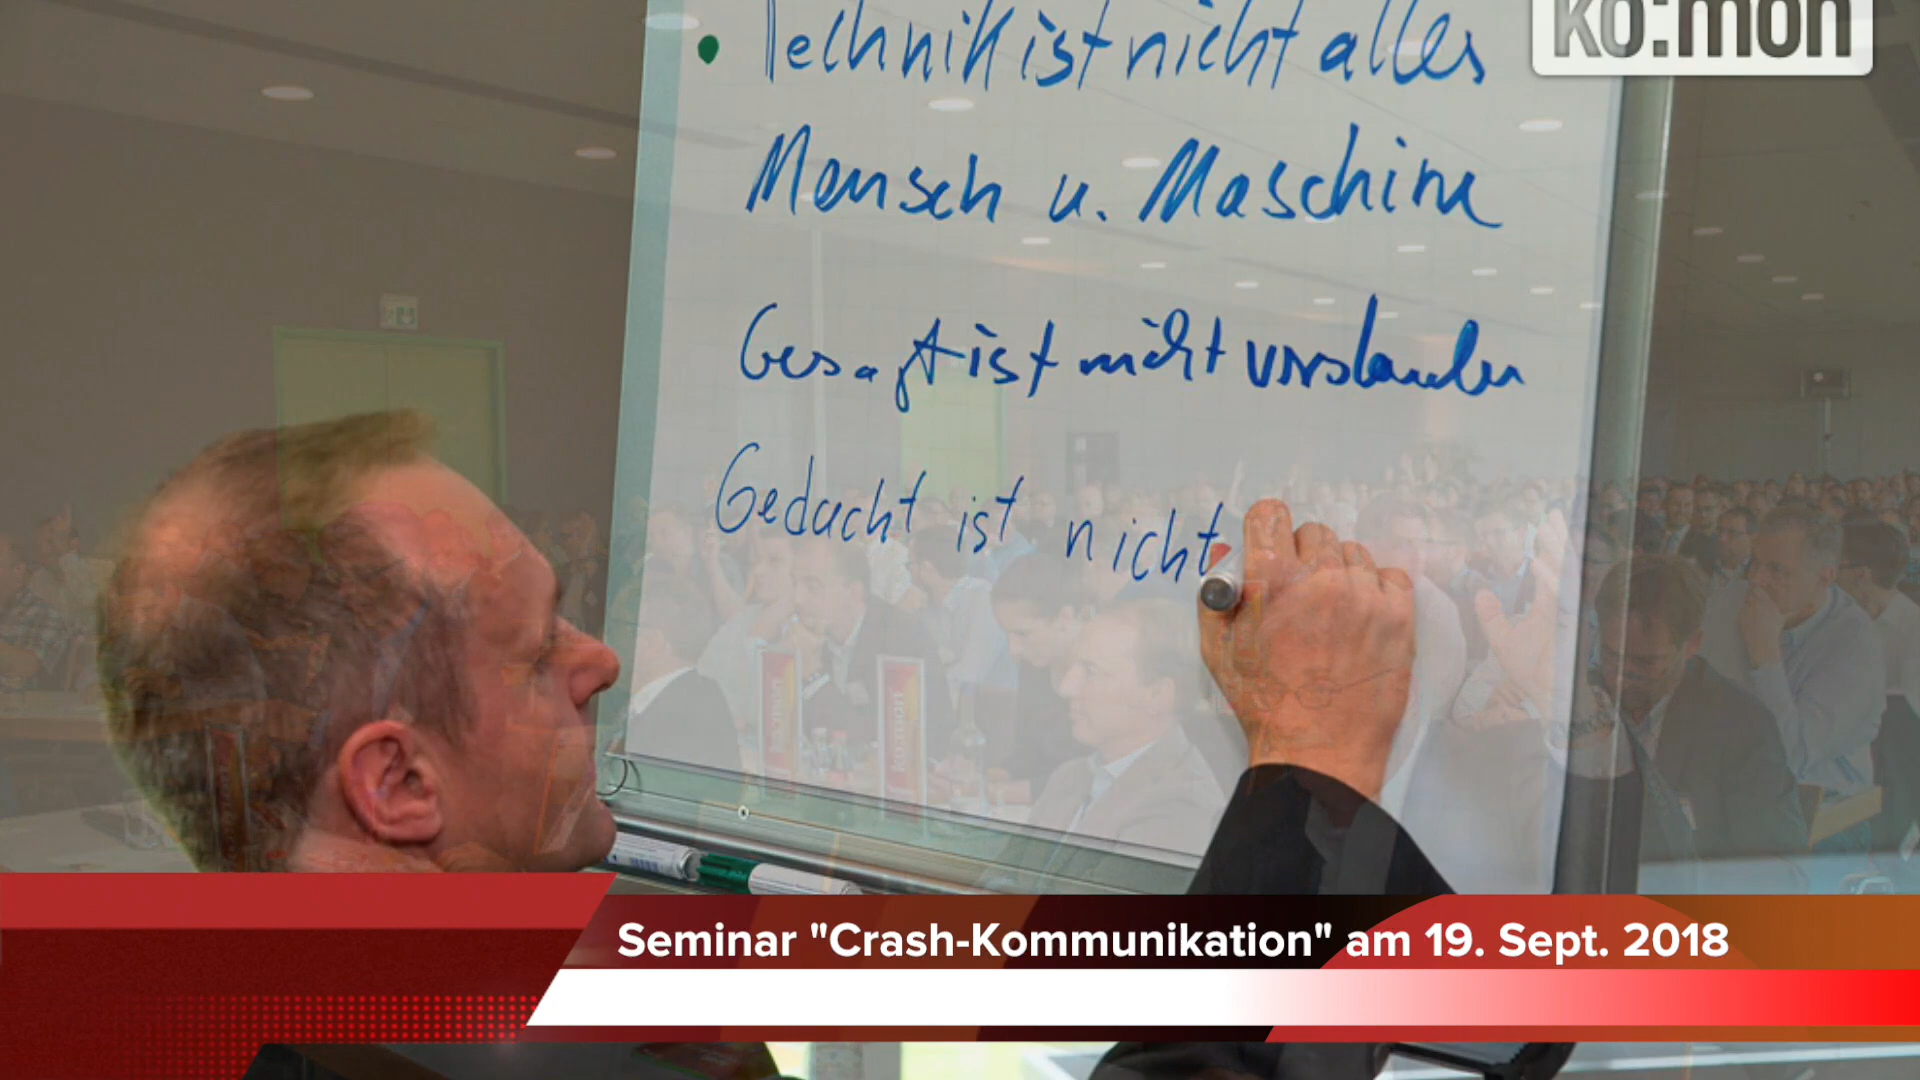 ko:mon
• Technik ist nicht alles
Mensch u. Maschine
Gesagt ist nicht verstanden
Gedacht ist nicht
Seminar "Crash-Kommunikation" am 19. Sept. 2018